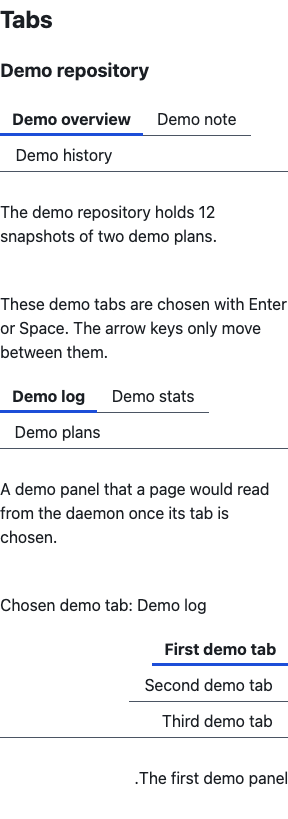 Tabs
Demo repository
Demo overview Demo note
Demo history
The demo repository holds 12
snapshots of two demo plans.
These demo tabs are chosen with Enter
or Space. The arrow keys only move
between them.
Demo log Demo stats
Demo plans
A demo panel that a page would read
from the daemon once its tab is
chosen.
Chosen demo tab: Demo log
First demo tab
Second demo tab
Third demo tab
.The first demo panel